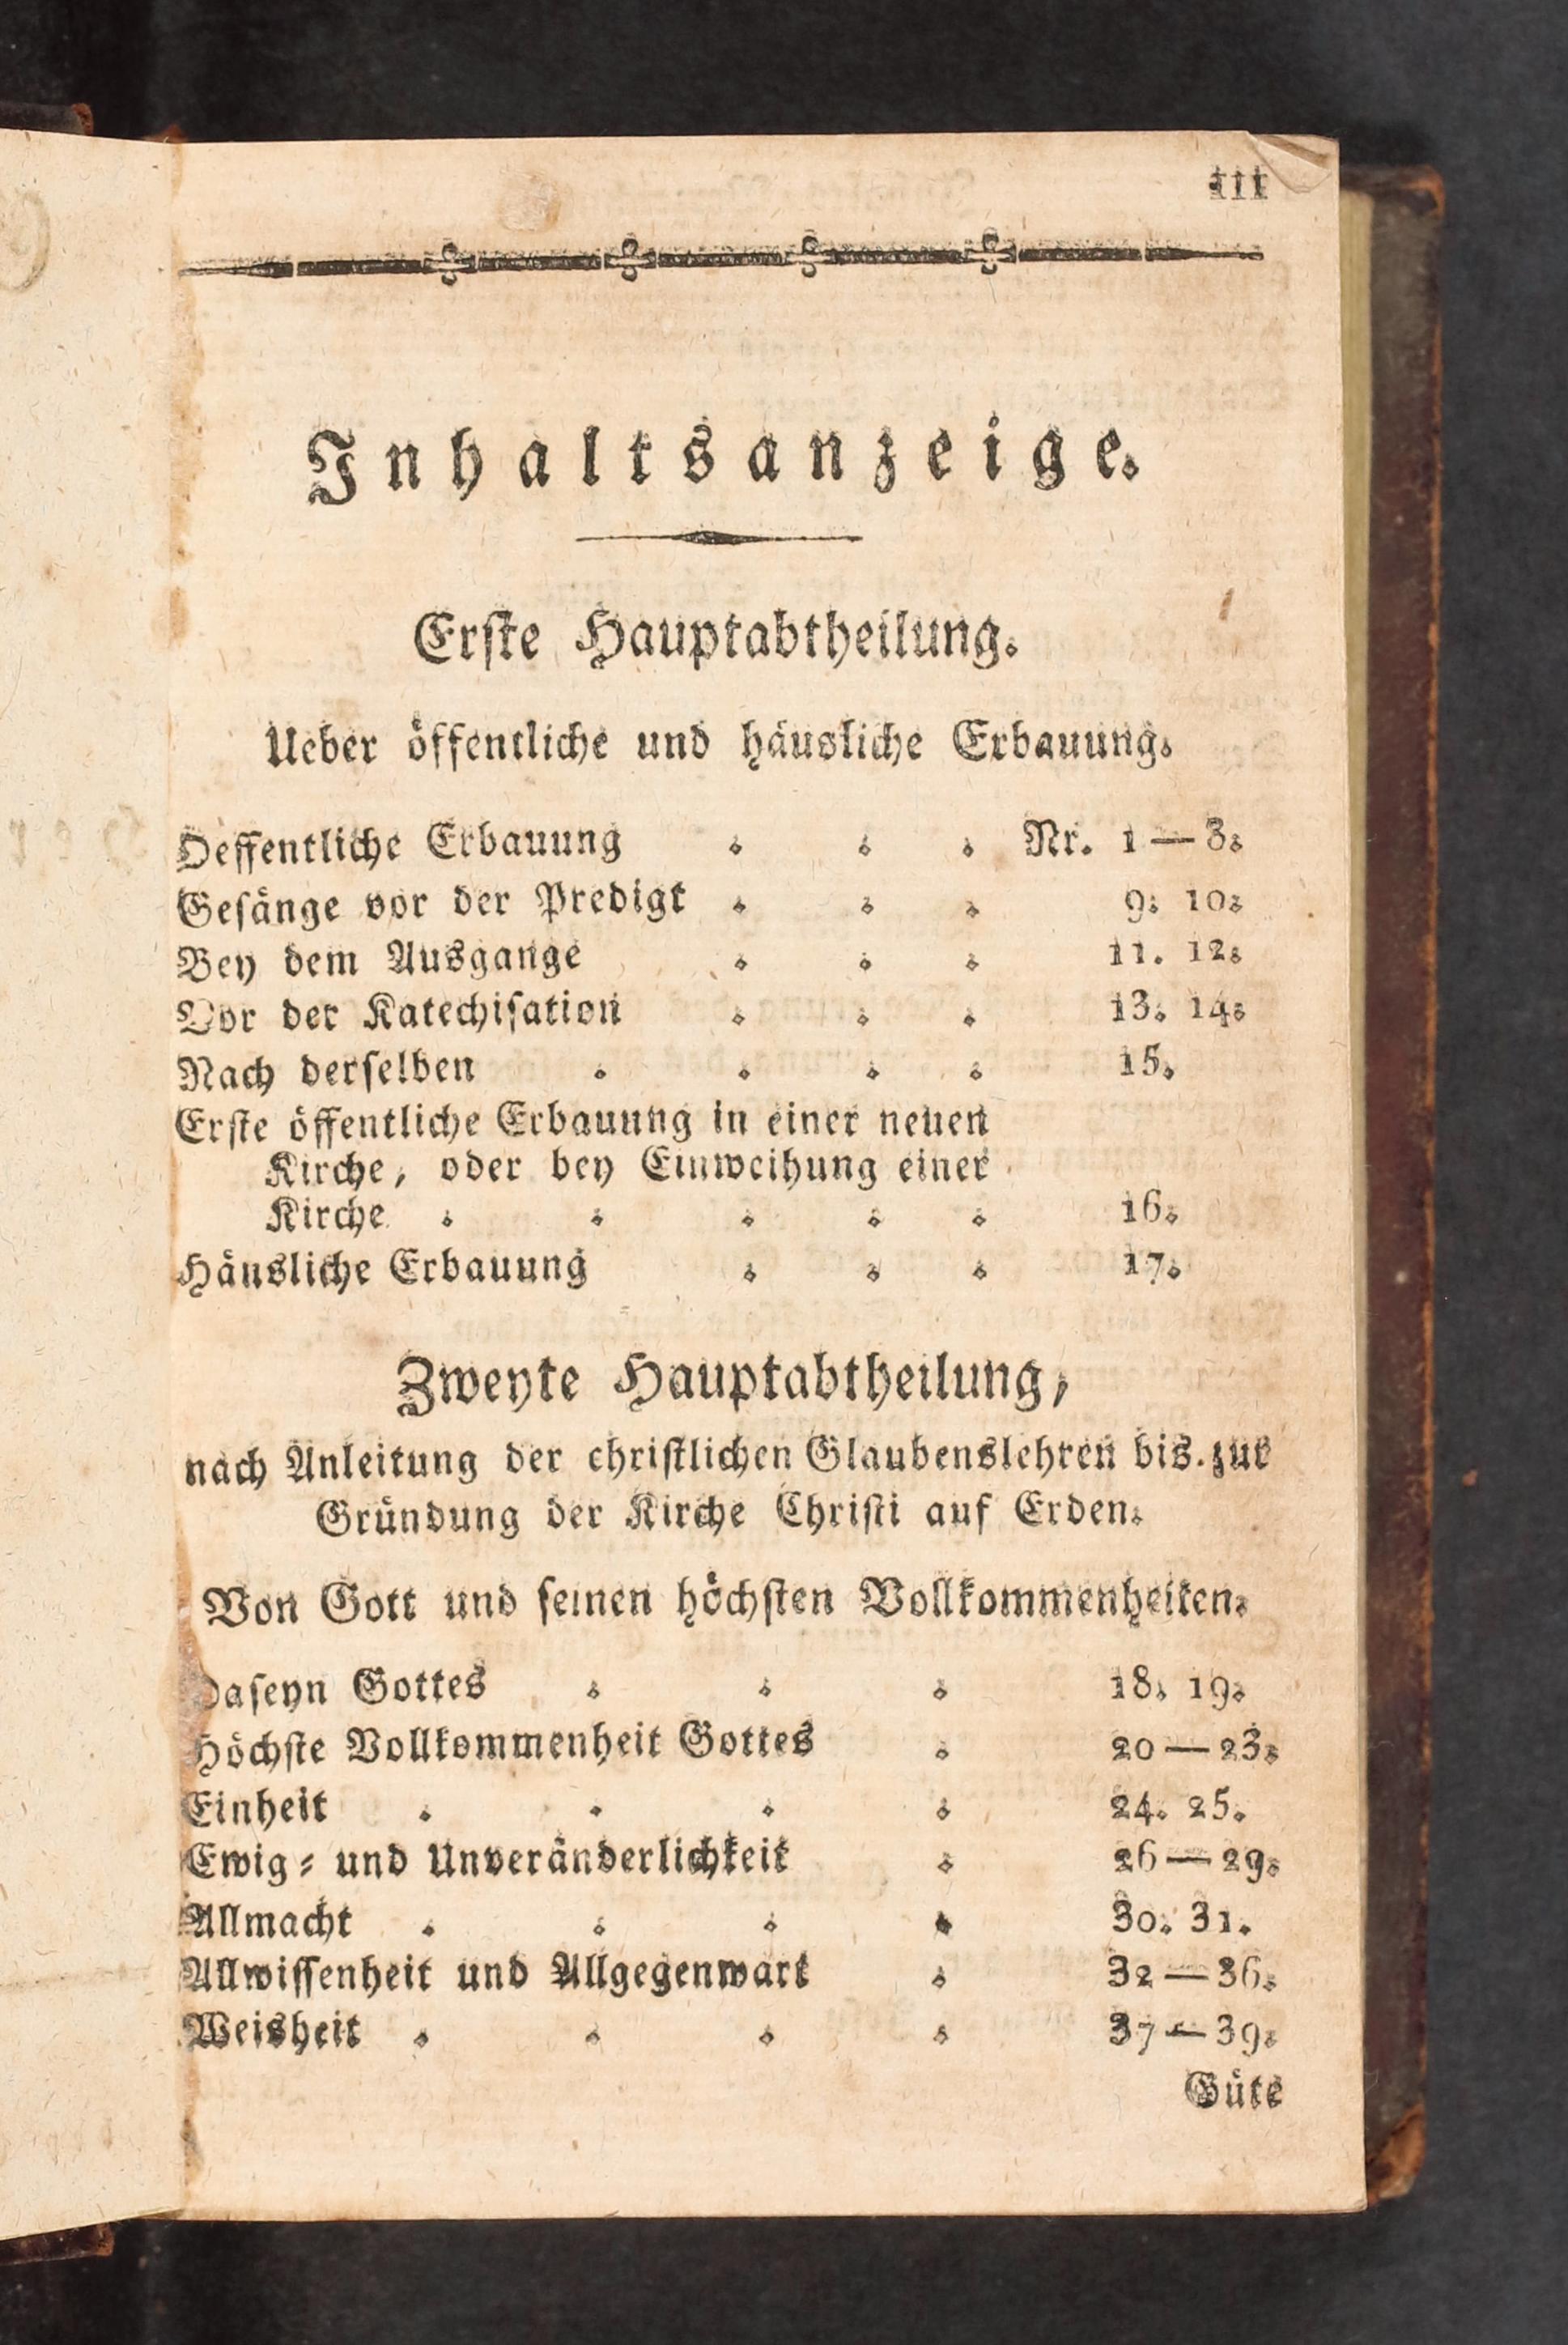 III
Inhaltsanzeige.
Erste Hauptabtheilung.
Ueber öffentliche und häusliche Erbauung.
Oeffentliche Erbauung . . . Nr. 1 — 8.
Gesänge vor der Predigt . . . 9. 10.
Bey dem Ausgange . . . 11. 12.
Vor der Katechisation . . . 13. 14.
Nach derselben . . . . 15.
Erste öffentliche Erbauung in einer neuen
Kirche, oder bey Einweihung einer
Kirche . . . . . 16.
Häusliche Erbauung . . . 17.
Zweyte Hauptabtheilung,
nach Anleitung der christlichen Glaubenslehren bis zur
Gründung der Kirche Christi auf Erden.
Von Gott und seinen höchsten Vollkommenheiten.
Daseyn Gottes . . . 18. 19.
Höchste Vollkommenheit Gottes . 20 — 23.
Einheit . . . . 24. 25.
Ewig- und Unveränderlichkeit . 26 — 29.
Allmacht . . . . 30. 31.
Allwissenheit und Allgegenwart . 32 — 36.
Weisheit . . . . 37 — 39.
Güte